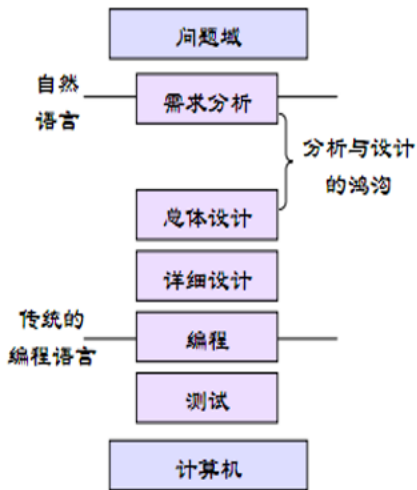 问题域
自然
语言
需求分析
分析与设计
的鸿沟
总体设计
详细设计
传统的
编程语言
编程
测试
计算机